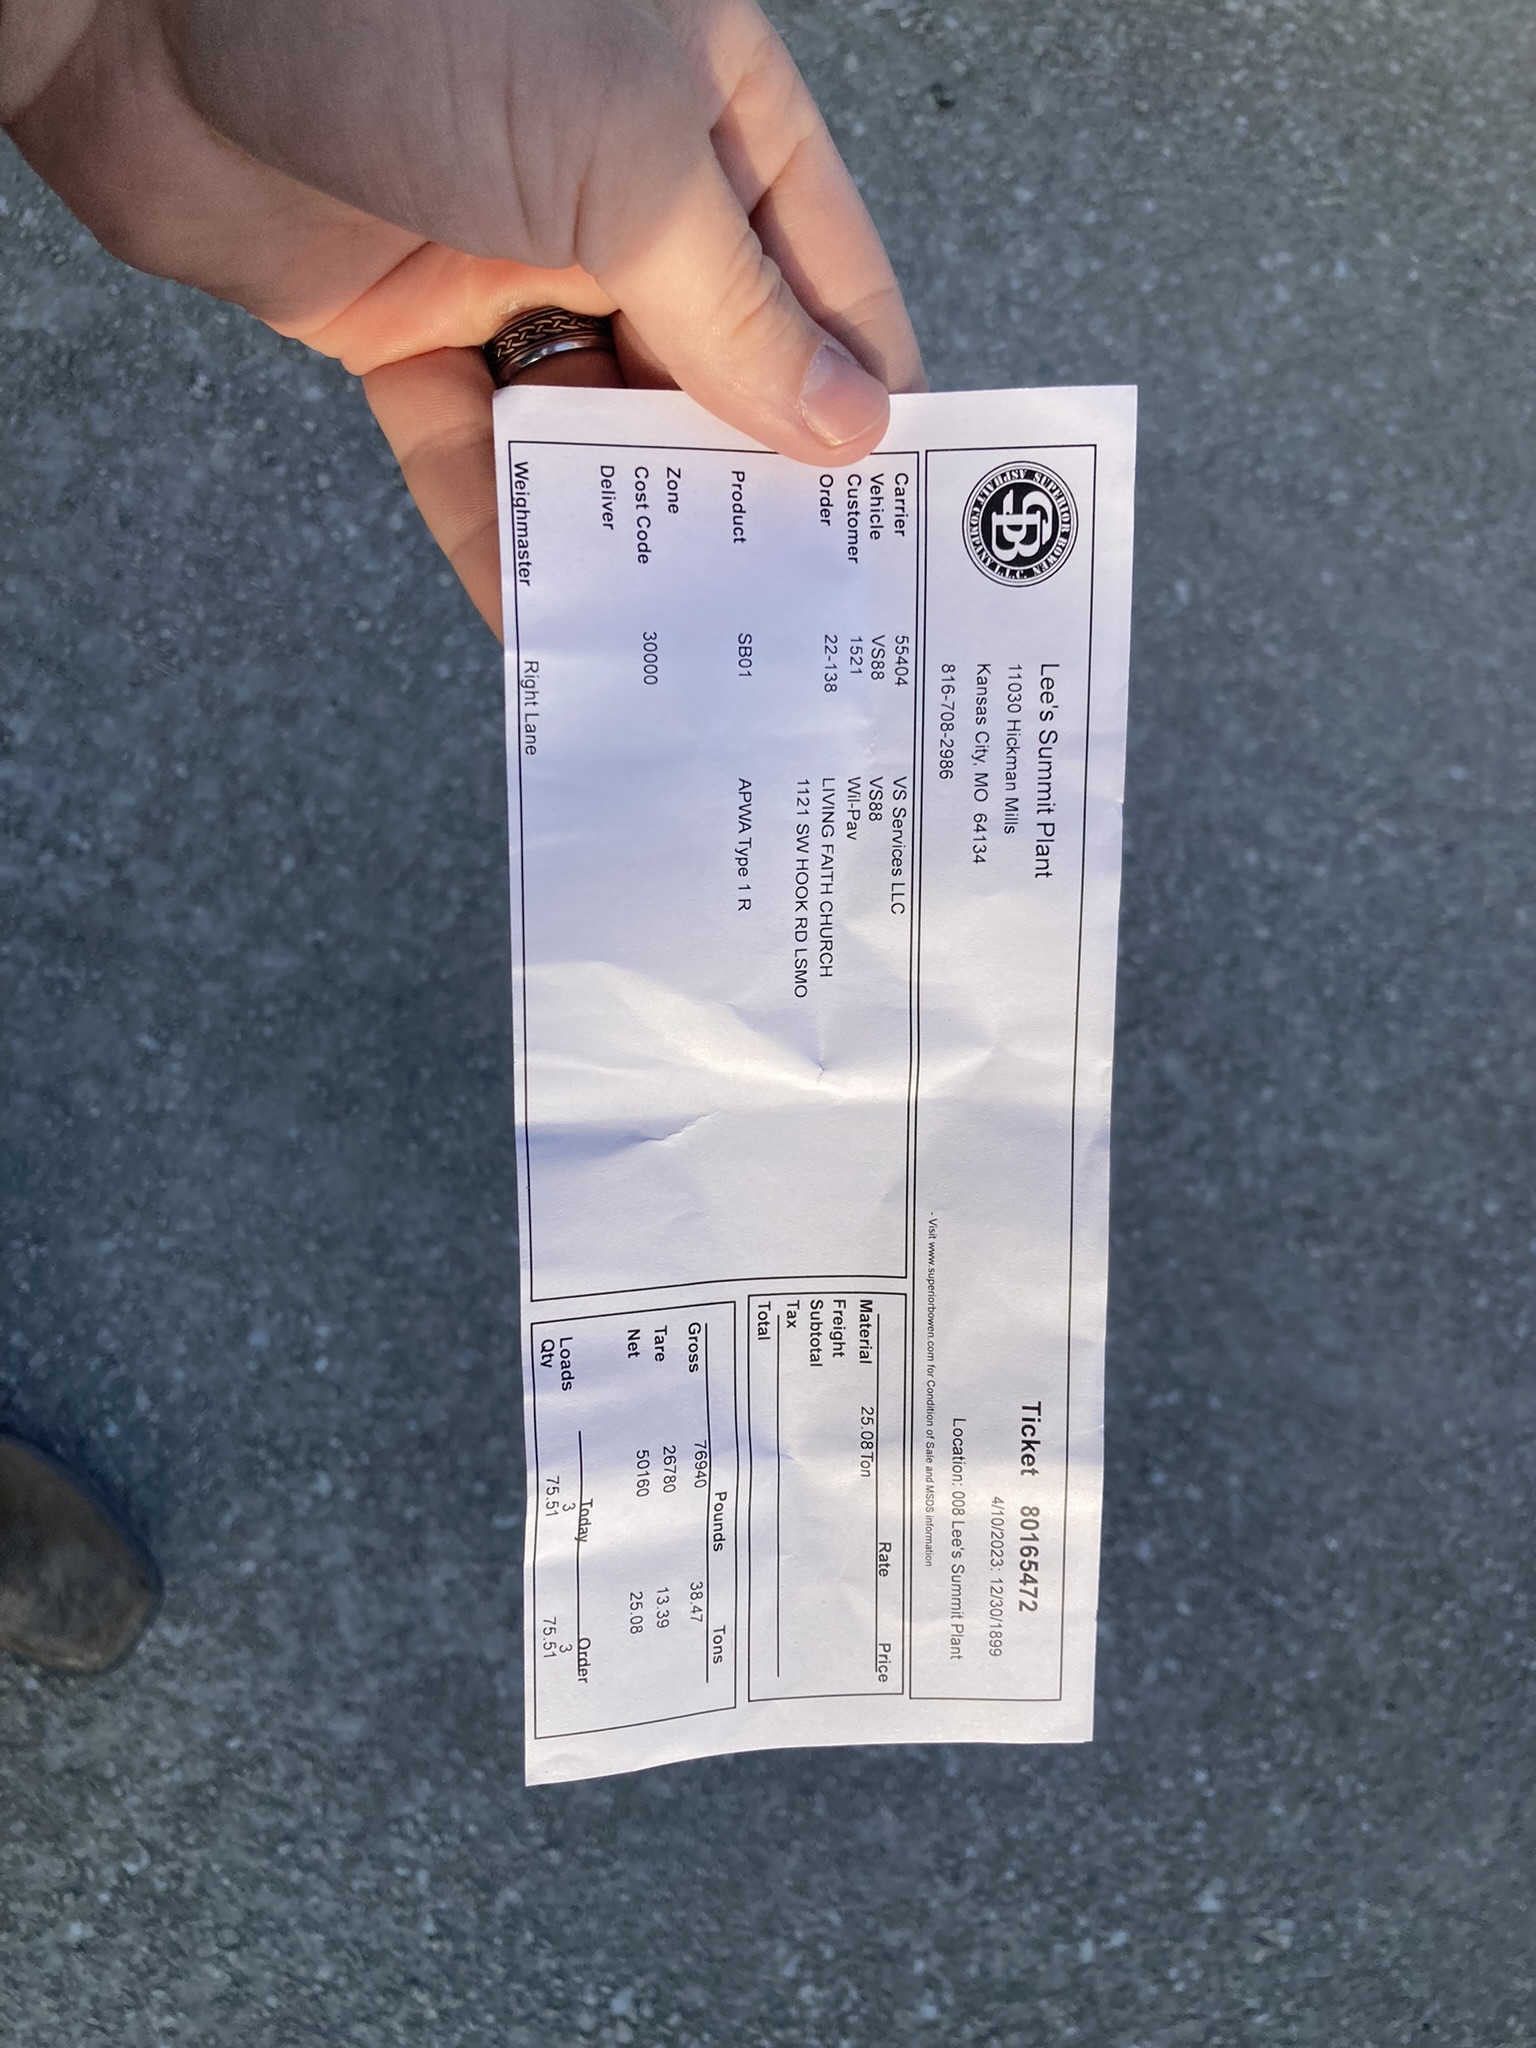 SUPERIOR BOWEN ASPHALT COMPANY L.L.C.
SB
Lee's Summit Plant
11030 Hickman Mills
Kansas City, MO 64134
816-708-2986
Ticket 80165472
4/10/2023: 12/30/1899
Location: 008 Lee's Summit Plant
- Visit www.superiorbowen.com for Condition of Sale and MSDS information
Carrier 55404 VS Services LLC
Vehicle VS88 VS88
Customer 1521 Wil-Pav
Order 22-138 LIVING FAITH CHURCH
1121 SW HOOK RD LSMO
Product SB01 APWA Type 1 R
Zone
Cost Code 30000
Deliver
Weighmaster Right Lane
Rate Price
Material 25.08Ton
Freight
Subtotal
Tax
Total
Pounds Tons
Gross 76940 38.47
Tare 26780 13.39
Net 50160 25.08
Today Order
Loads 3 3
Qty 75.51 75.51